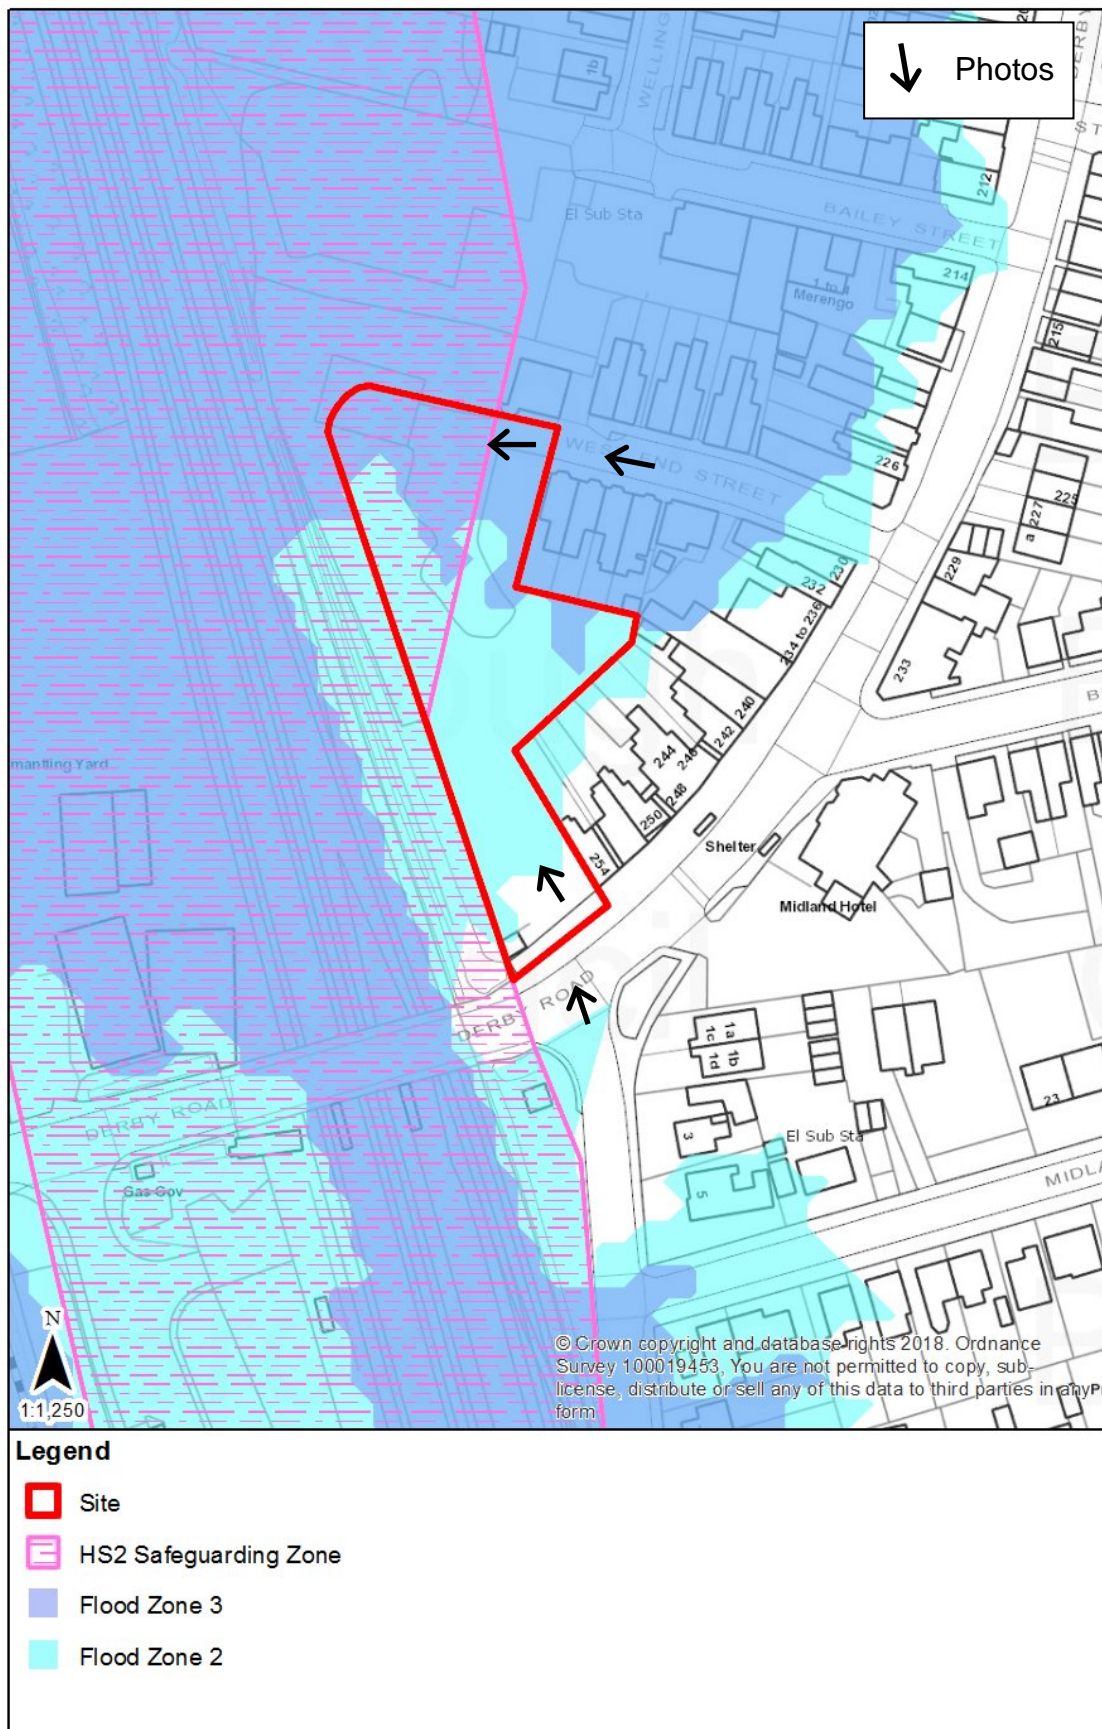 Photos
WELLING
1b
DERBY
ST
212
El Sub Sta
BAILEY STREET
214
1 to 4
Merengo
215
WEST END STREET
226
225
a 227
229
230
232
234 to 236
233
240
242
244
246
248
250
254
B
manfling Yard
Shelter
Midland Hotel
DERBY ROAD
1a
1c
1b
1d
3
El Sub Sta
23
5
MIDLA
DERBY ROAD
Gas Gov
N
1:1,250
© Crown copyright and database rights 2018. Ordnance
Survey 100019453, You are not permitted to copy, sub-
license, distribute or sell any of this data to third parties in any
form
Legend
Site
HS2 Safeguarding Zone
Flood Zone 3
Flood Zone 2